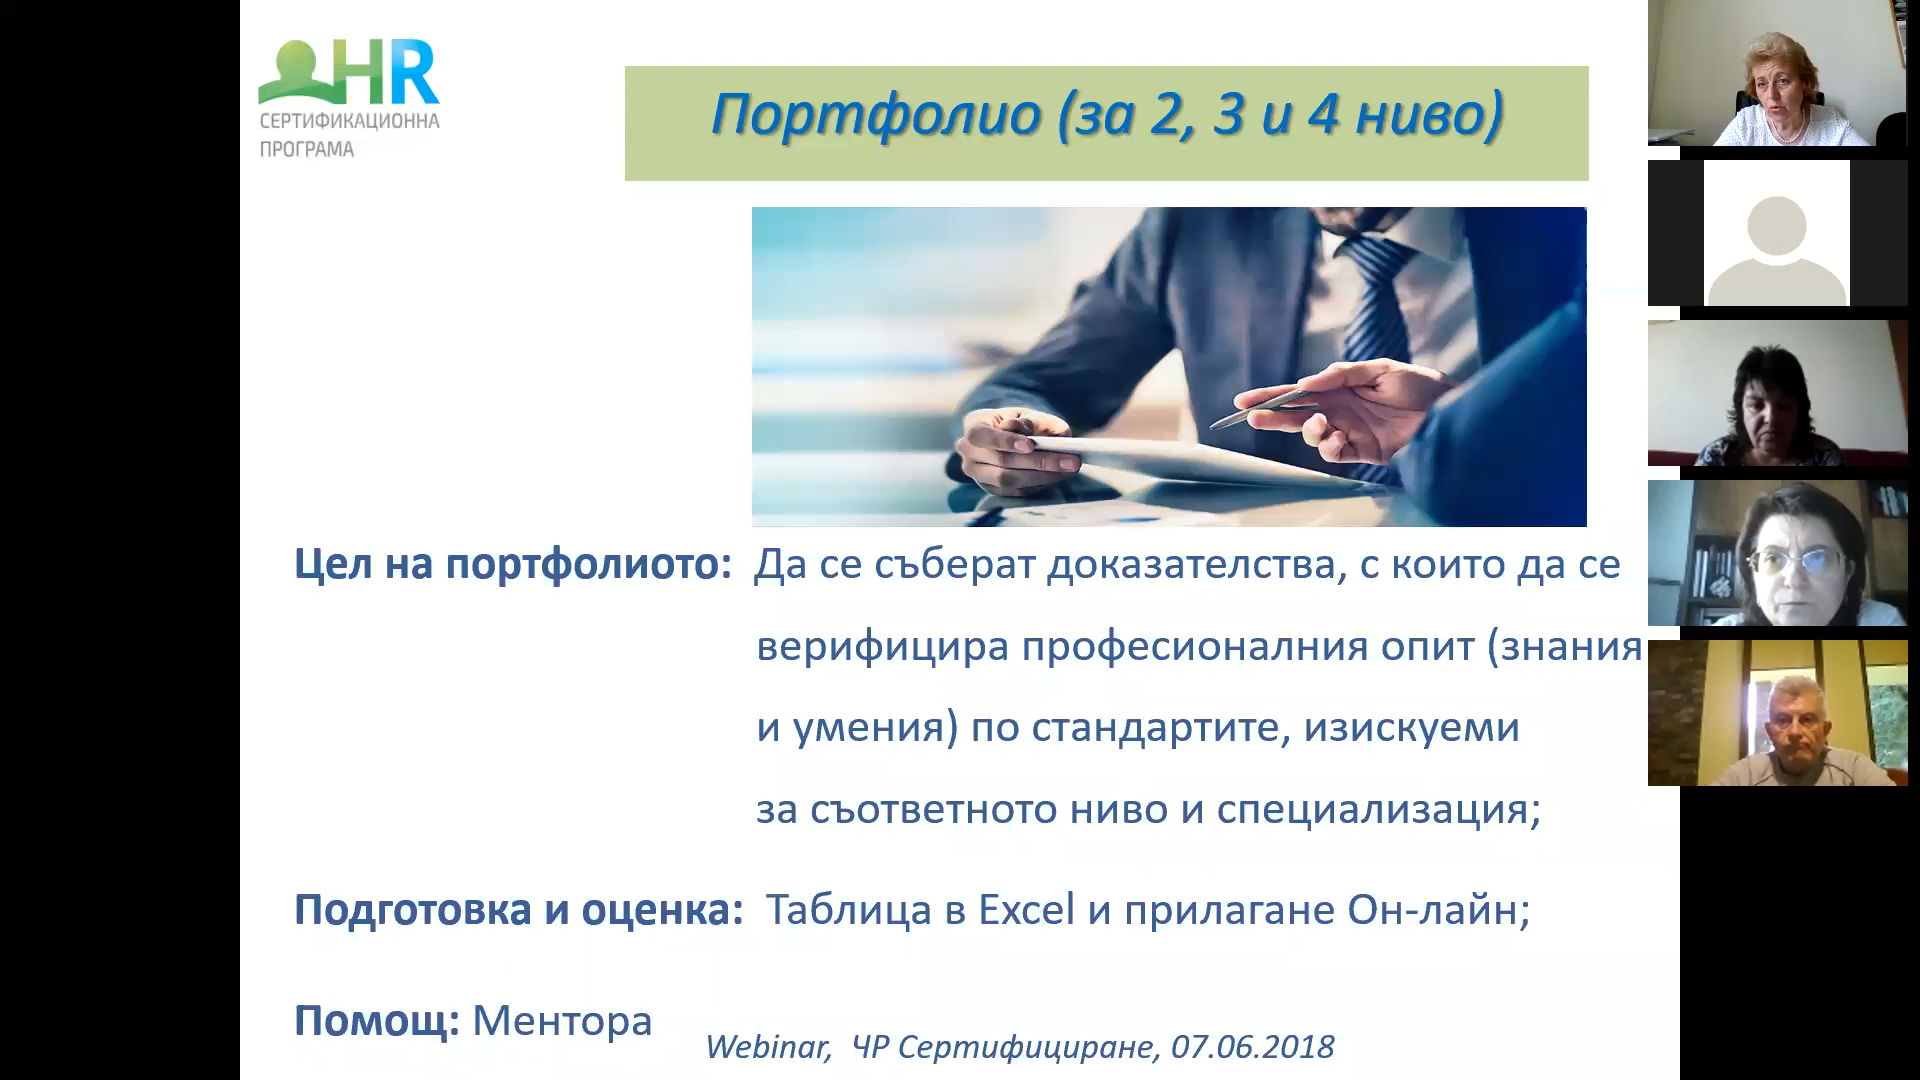 HR
СЕРТИФИКАЦИОННА
ПРОГРАМА
Портфолио (за 2, 3 и 4 ниво)
Цел на портфолиото: Да се съберат доказателства, с които да се
верифицира професионалния опит (знания
и умения) по стандартите, изискуеми
за съответното ниво и специализация;
Подготовка и оценка: Таблица в Excel и прилагане Он-лайн;
Помощ: Ментора
Webinar, ЧР Сертифициране, 07.06.2018